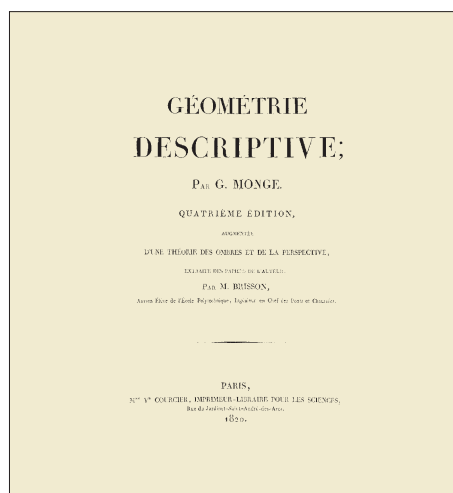 GÉOMÉTRIE
DESCRIPTIVE;
PAR G. MONGE.
QUATRIÈME ÉDITION,
AUGMENTÉE
D'UNE THÉORIE DES OMBRES ET DE LA PERSPECTIVE,
EXTRAITE DES PAPIERS DE L'AUTEUR.
PAR M. BRISSON,
Ancien Élève de l'École Polytechnique, Ingénieur en Chef des Ponts et Chaussées.
PARIS,
Mme Ve COURCIER, IMPRIMEUR-LIBRAIRE POUR LES SCIENCES,
Rue du Jardinet-Saint-André-des-Arcs.
1820.